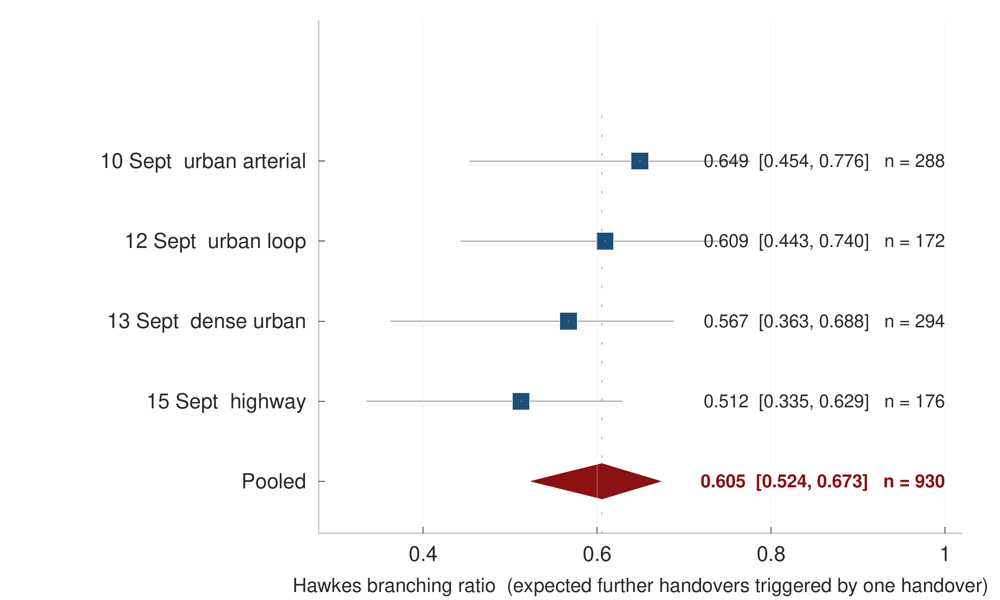 10 Sept  urban arterial  0.649  [0.454, 0.776]  n = 288
12 Sept  urban loop  0.609  [0.443, 0.740]  n = 172
13 Sept  dense urban  0.567  [0.363, 0.688]  n = 294
15 Sept  highway  0.512  [0.335, 0.629]  n = 176
Pooled  0.605  [0.524, 0.673]  n = 930
0.4  0.6  0.8  1
Hawkes branching ratio  (expected further handovers triggered by one handover)